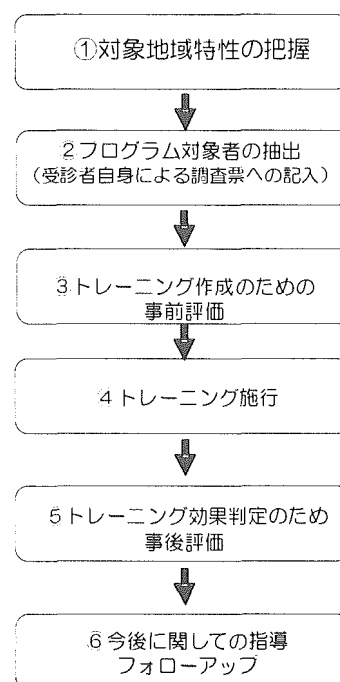 ①対象地域特性の把握
②プログラム対象者の抽出
(受診者自身による調査票への記入)
③トレーニング作成のための
事前評価
④トレーニング施行
⑤トレーニング効果判定のため
事後評価
⑥今後に関しての指導
フォローアップ